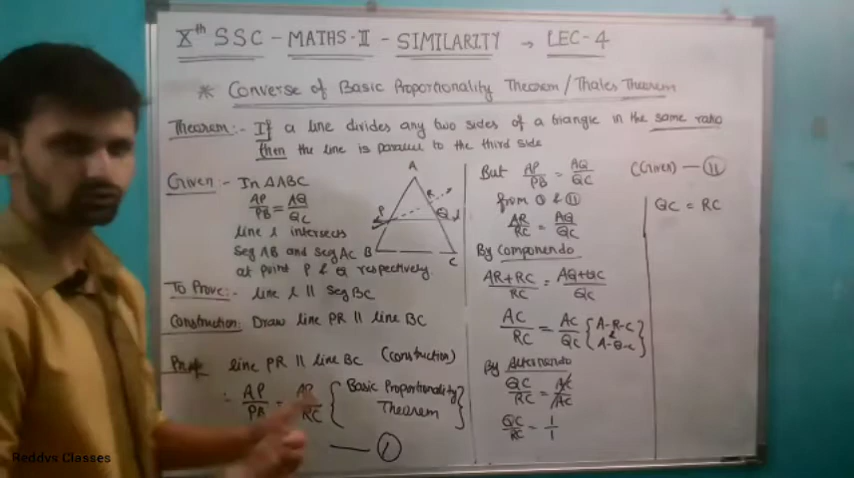 Xth SSC - MATHS-II - SIMILARITY → LEC-4
* Converse of Basic Proportionality Theorem / Thales Theorem
Theorem:- If a line divides any two sides of a triangle in the same ratio
then the line is parallel to the third side
Given:- In △ABC
AP/PB = AQ/QC
line l intersects
Seg AB and seg AC
at point P & Q respectively.
A
R
P
Q l
B
C
To Prove:- line l || Seg BC
Construction: Draw line PR || line BC
Proof line PR || line BC (construction)
∴ AP/PB = AR/RC { Basic Proportionality
Theorem }
—— (I)
But AP/PB = AQ/QC (Given) — (II)
from (I) & (II)
AR/RC = AQ/QC
By Componendo
AR+RC/RC = AQ+QC/QC
AC/RC = AC/QC { A-R-C
&
A-Q-C }
By Alternendo
QC/RC = AC/AC
QC/RC = 1/1
QC = RC
Reddvs Classes